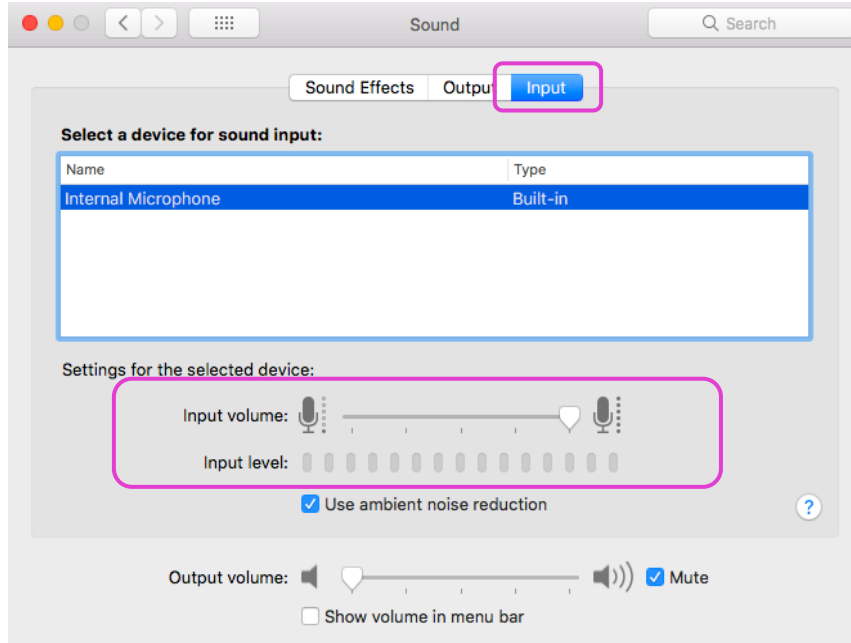 Sound
Search
Sound Effects Output Input
Select a device for sound input:
Name Type
Internal Microphone Built-in
Settings for the selected device:
Input volume:
Input level:
Use ambient noise reduction
?
Output volume: Mute
Show volume in menu bar